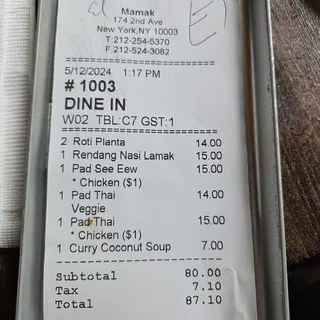 Mamak
174 2nd Ave
New York,NY 10003
T:212-254-5370
F:212-524-3082
5/12/2024 1:17 PM
# 1003
DINE IN
W02 TBL:C7 GST:1
2 Roti Planta 14.00
1 Rendang Nasi Lamak 15.00
1 Pad See Eew 15.00
* Chicken ($1)
1 Pad Thai 14.00
Veggie
1 Pad Thai 15.00
* Chicken ($1)
1 Curry Coconut Soup 7.00
Subtotal 80.00
Tax 7.10
Total 87.10